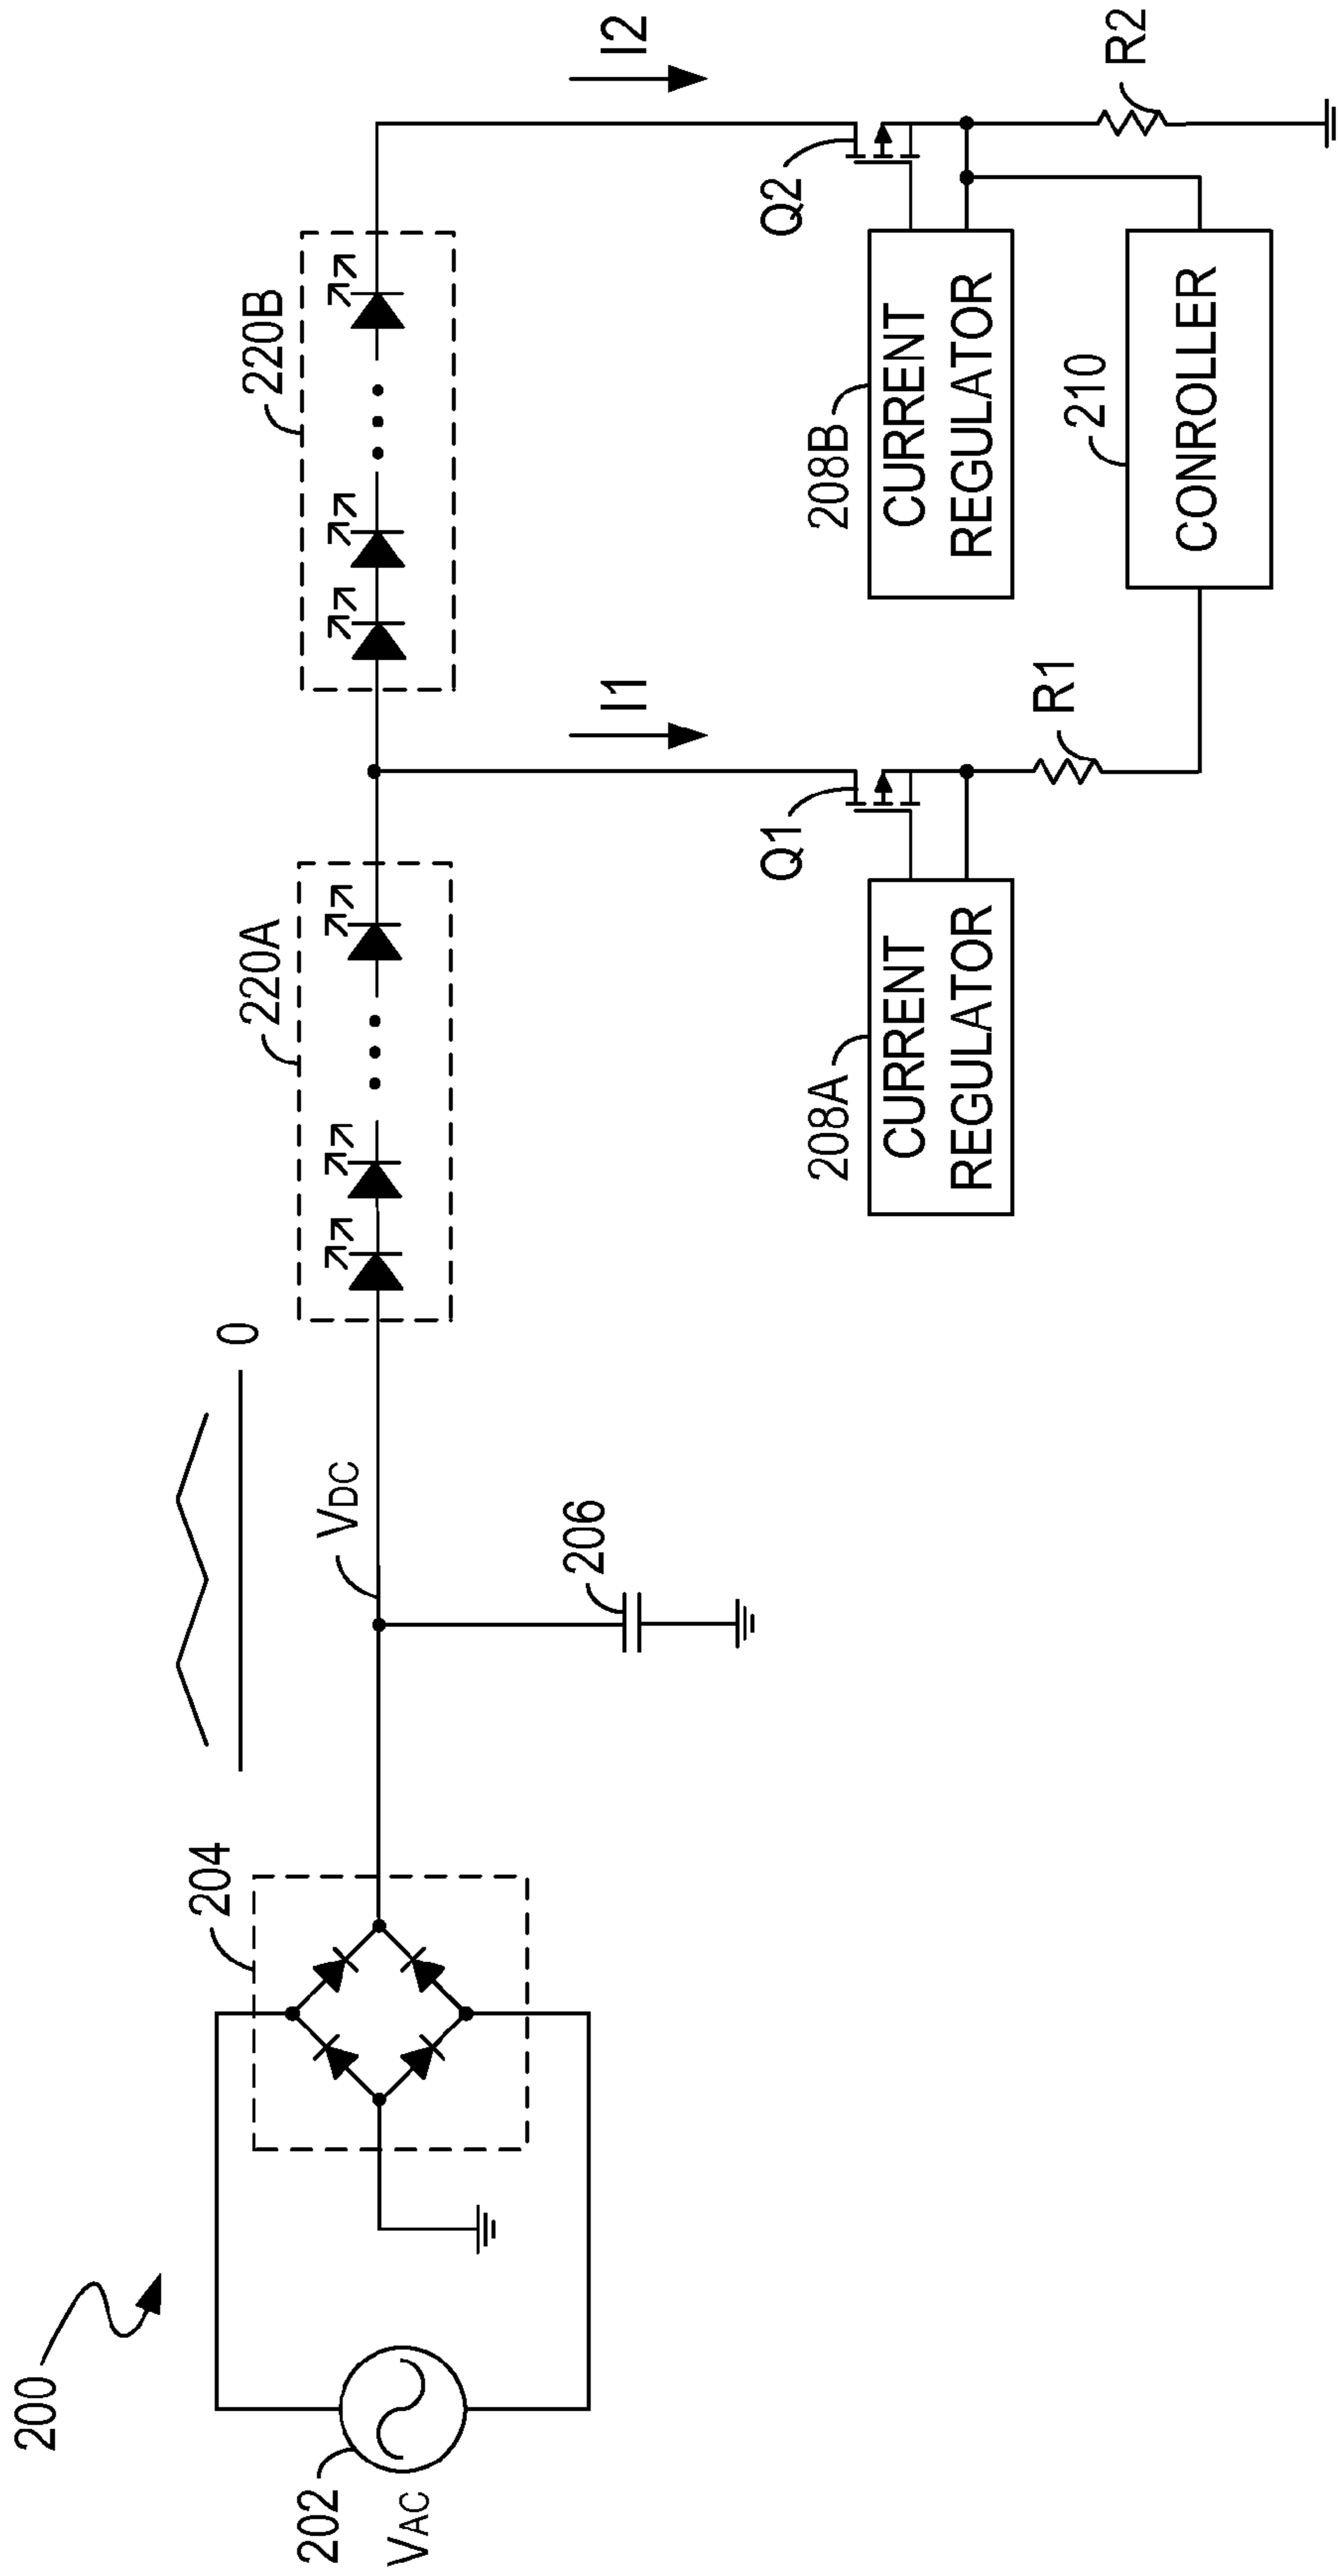 200
202
VAC
204
0
VDC
206
220A
220B
I1
I2
Q1
Q2
208A
CURRENT
REGULATOR
208B
CURRENT
REGULATOR
R1
R2
210
CONROLLER